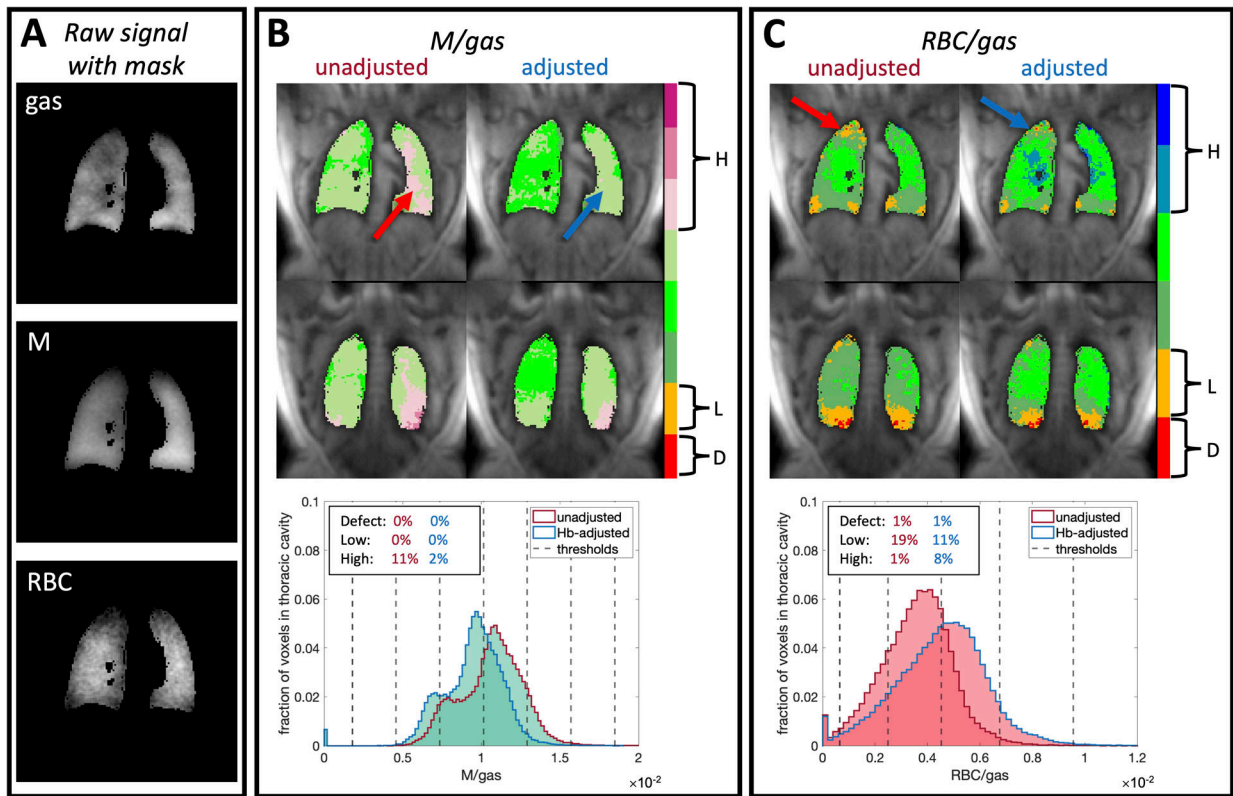 A
Raw signal
with mask
gas
M
RBC
B
M/gas
unadjusted
adjusted
H
L
D
0.1
0.08
0.06
0.04
0.02
0
fraction of voxels in thoracic cavity
Defect: 0% 0%
Low: 0% 0%
High: 11% 2%
unadjusted
Hb-adjusted
thresholds
0 0.5 1 1.5 2
M/gas
×10⁻²
C
RBC/gas
unadjusted
adjusted
H
L
D
0.1
0.08
0.06
0.04
0.02
0
fraction of voxels in thoracic cavity
Defect: 1% 1%
Low: 19% 11%
High: 1% 8%
unadjusted
Hb-adjusted
thresholds
0 0.2 0.4 0.6 0.8 1.0 1.2
RBC/gas
×10⁻²